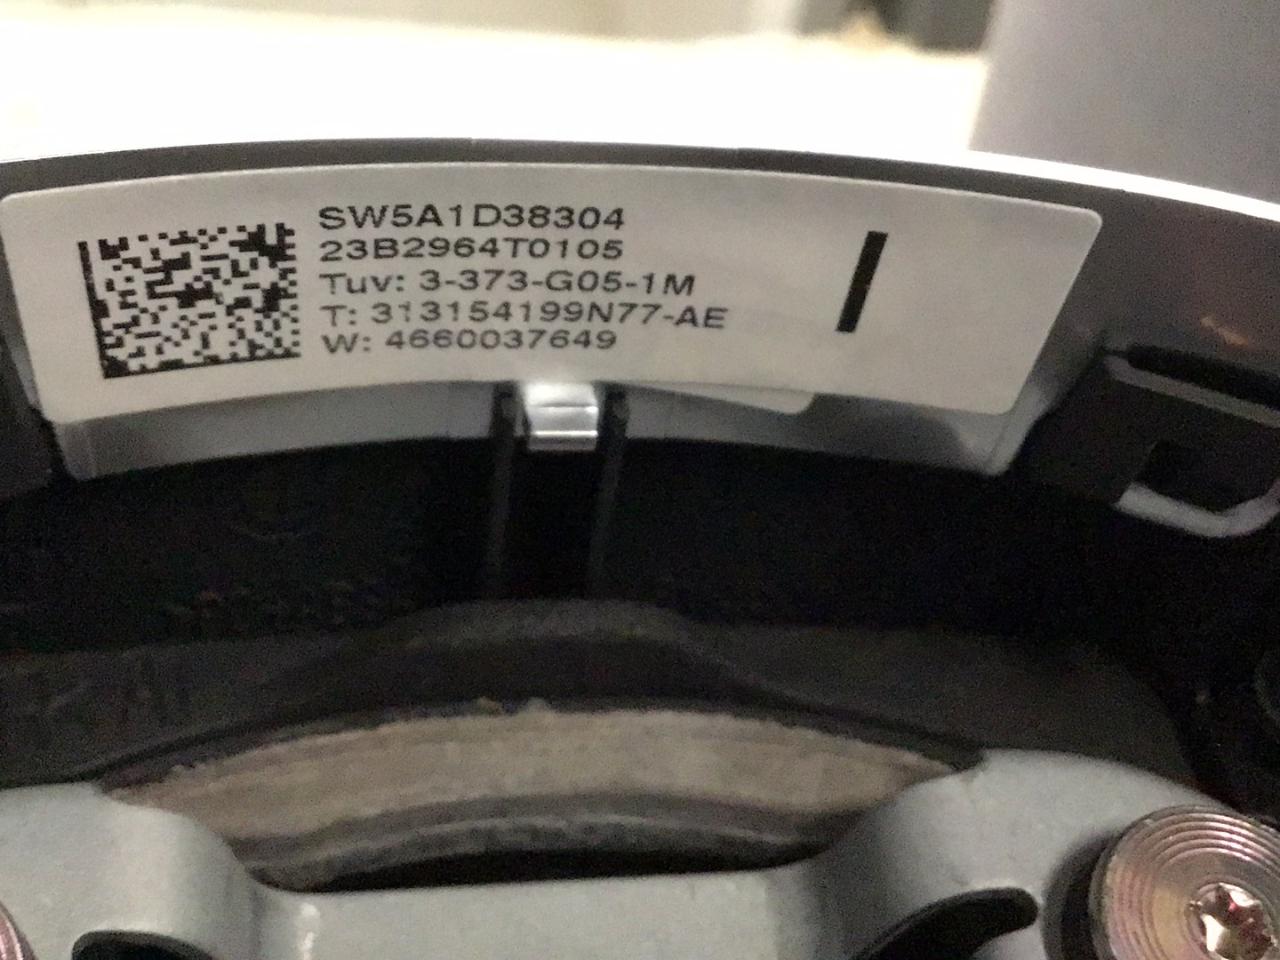 SW5A1D38304
23B2964T0105
Tuv: 3-373-G05-1M
T: 313154199N77-AE
W: 4660037649